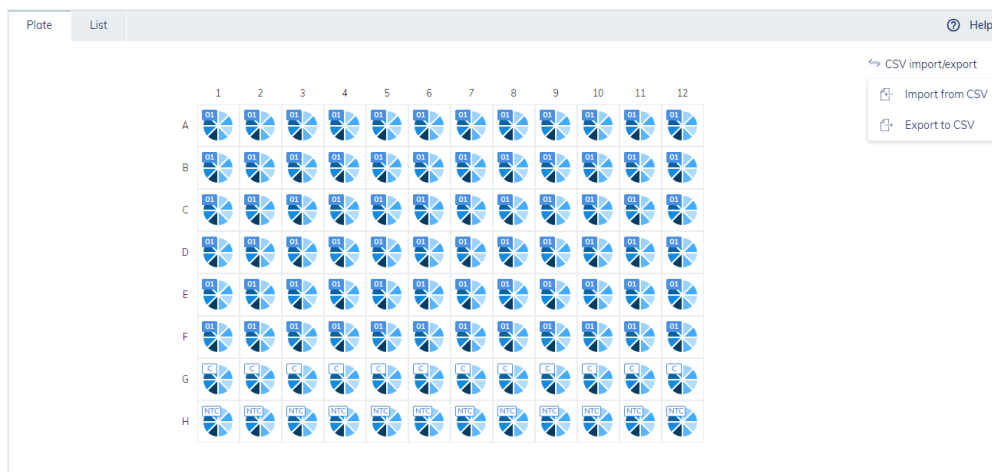 Plate List Help
CSV import/export
Import from CSV
Export to CSV
1 2 3 4 5 6 7 8 9 10 11 12
A 01 01 01 01 01 01 01 01 01 01 01 01
B 01 01 01 01 01 01 01 01 01 01 01 01
C 01 01 01 01 01 01 01 01 01 01 01 01
D 01 01 01 01 01 01 01 01 01 01 01 01
E 01 01 01 01 01 01 01 01 01 01 01 01
F 01 01 01 01 01 01 01 01 01 01 01 01
G C C C C C C C C C C C C
H NTC NTC NTC NTC NTC NTC NTC NTC NTC NTC NTC NTC